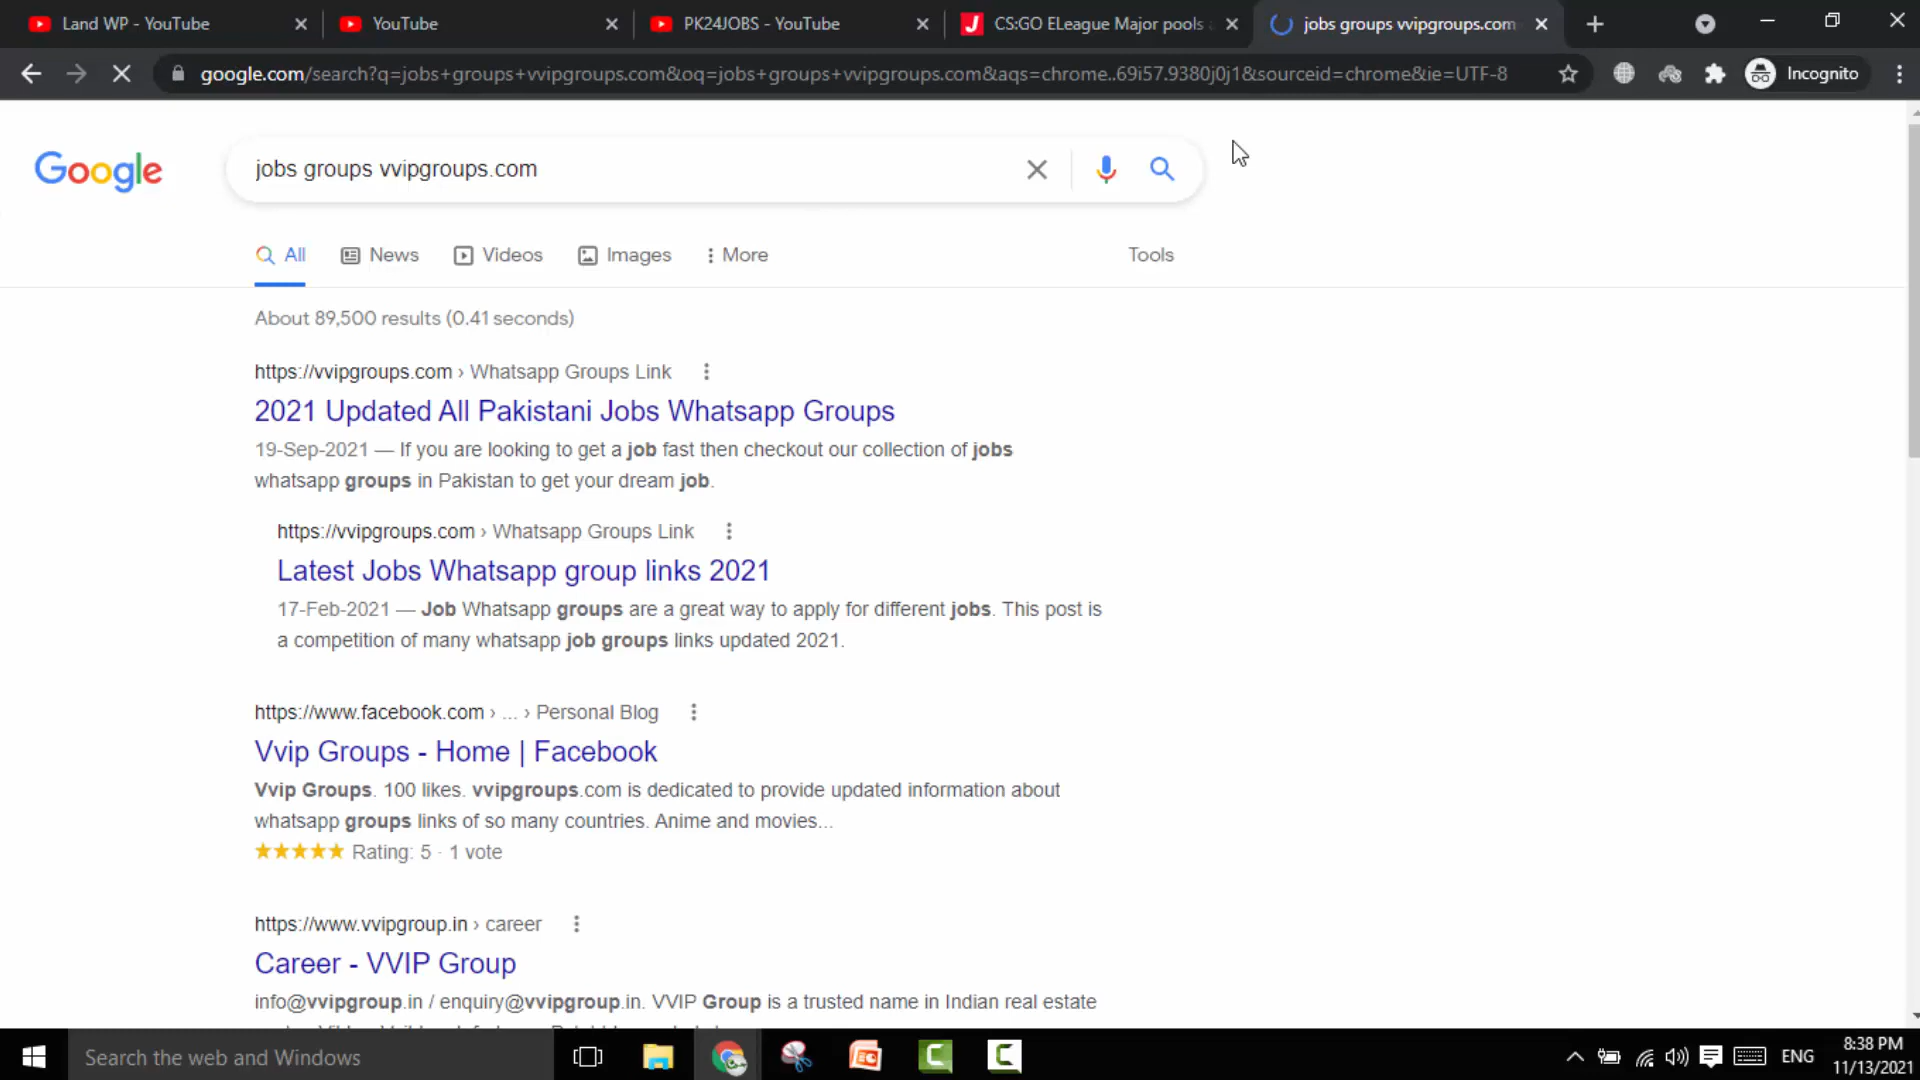 Land WP - YouTube
YouTube
PK24JOBS - YouTube
CS:GO ELeague Major pools
jobs groups vvipgroups.com
google.com/search?q=jobs+groups+vvipgroups.com&oq=jobs+groups+vvipgroups.com&aqs=chrome..69i57.9380j0j1&sourceid=chrome&ie=UTF-8
Incognito
Google
jobs groups vvipgroups.com
All
News
Videos
Images
More
Tools
About 89,500 results (0.41 seconds)
https://vvipgroups.com › Whatsapp Groups Link
2021 Updated All Pakistani Jobs Whatsapp Groups
19-Sep-2021 — If you are looking to get a job fast then checkout our collection of jobs
whatsapp groups in Pakistan to get your dream job.
https://vvipgroups.com › Whatsapp Groups Link
Latest Jobs Whatsapp group links 2021
17-Feb-2021 — Job Whatsapp groups are a great way to apply for different jobs. This post is
a competition of many whatsapp job groups links updated 2021.
https://www.facebook.com › ... › Personal Blog
Vvip Groups - Home | Facebook
Vvip Groups. 100 likes. vvipgroups.com is dedicated to provide updated information about
whatsapp groups links of so many countries. Anime and movies...
Rating: 5 · 1 vote
https://www.vvipgroup.in › career
Career - VVIP Group
info@vvipgroup.in / enquiry@vvipgroup.in. VVIP Group is a trusted name in Indian real estate
Search the web and Windows
ENG
8:38 PM
11/13/2021